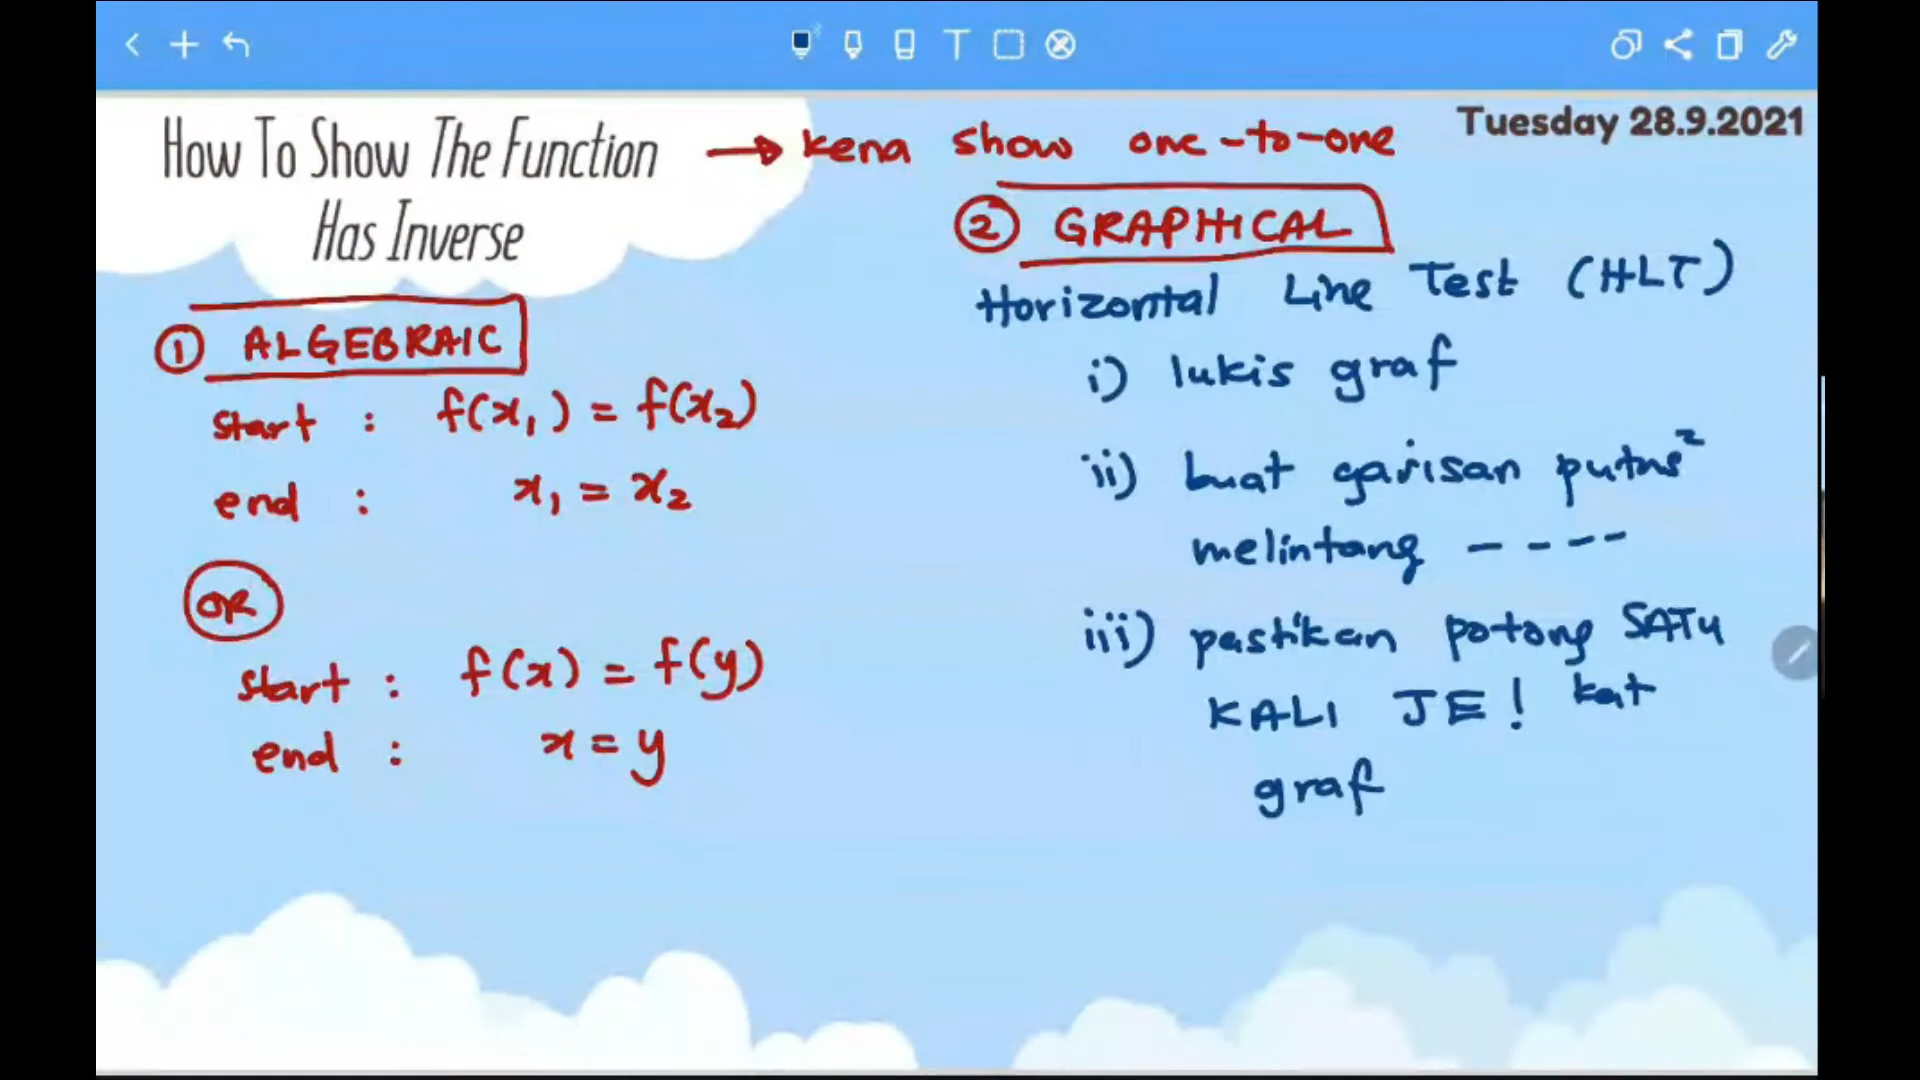 How To Show The Function
Has Inverse
→ kena show one-to-one
Tuesday 28.9.2021
① ALGEBRAIC
start : f(x₁) = f(x₂)
end : x₁ = x₂
OR
start : f(x) = f(y)
end : x = y
② GRAPHICAL
Horizontal Line Test (HLT)
i) lukis graf
ii) buat garisan putus²
melintang ----
iii) pastikan potong SATU
KALI JE! kat
graf